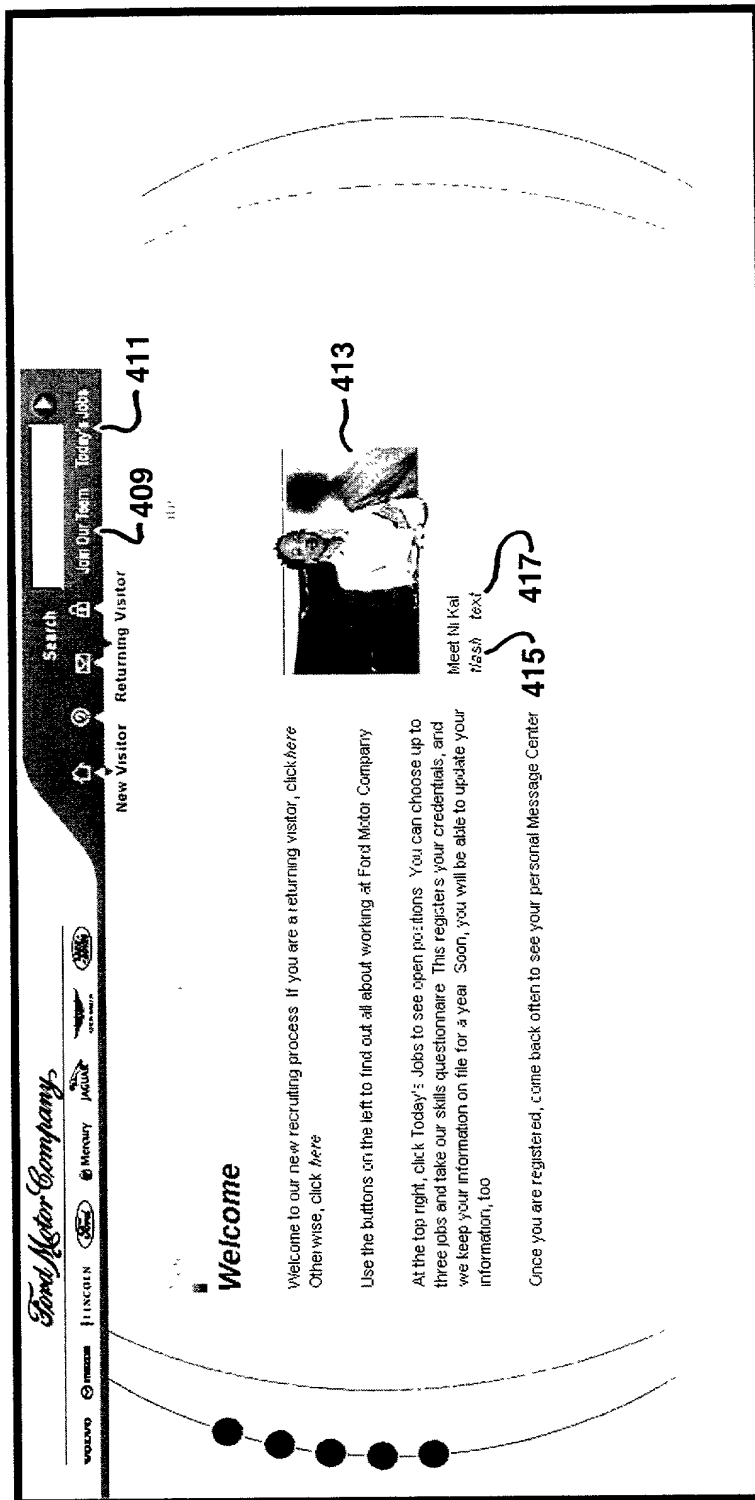 Ford Motor Company
VOLVO mazda LINCOLN Ford Mercury JAGUAR
Search
Join Our Team Today's Jobs
New Visitor Returning Visitor
409
411
Welcome
Welcome to our new recruiting process If you are a returning visitor, click here
Otherwise, click here
Use the buttons on the left to find out all about working at Ford Motor Company
At the top right, click Today's Jobs to see open positions You can choose up to
three jobs and take our skills questionnaire This registers your credentials, and
we keep your information on file for a year Soon, you will be able to update your
information, too
Once you are registered, come back often to see your personal Message Center
413
Meet Ni Kal
flash text
415
417